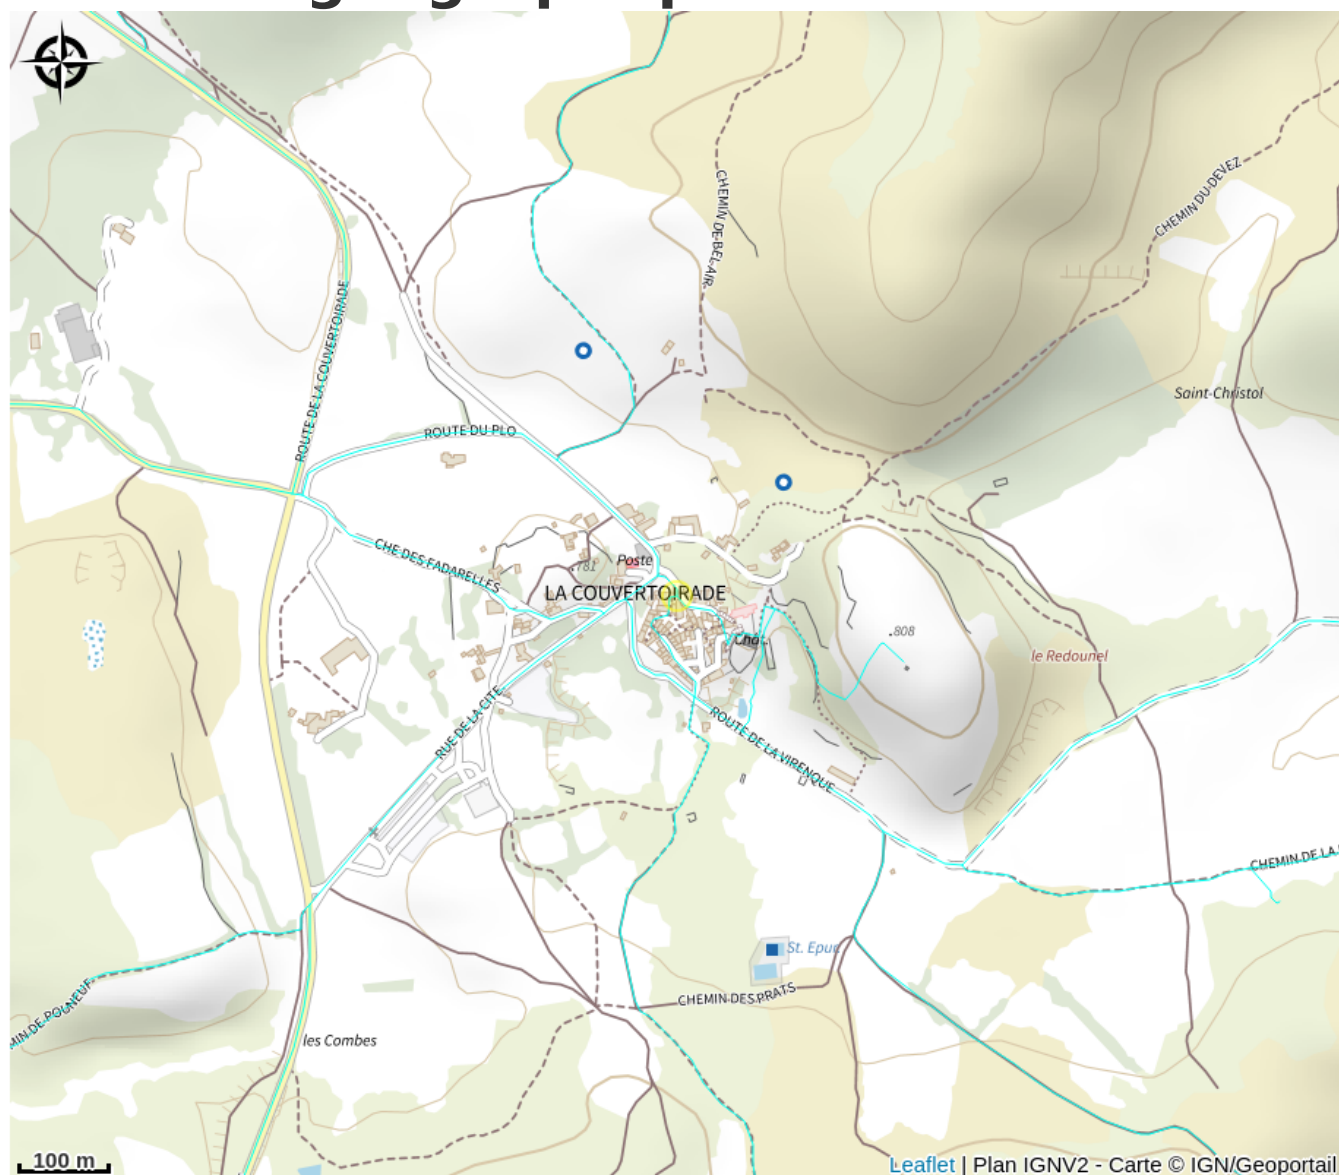 CHEMIN DU DEVEZ
CHEMIN DE BEL AIR
ROUTE DE LA COUVERTOIRADE
Saint-Christol
ROUTE DU PLO
CHE DES FADARELLES
Poste
781
LA COUVERTOIRADE
808
Chât.
le Redounel
RUE DE LA CITE
ROUTE DE LA VIRENQUE
CHEMIN DE LA
St. Epur
CHEMIN DES PRATS
MIN DE POUNEUF
les Combes
100 m
Leaflet | Plan IGNV2 - Carte © IGN/Geoportail